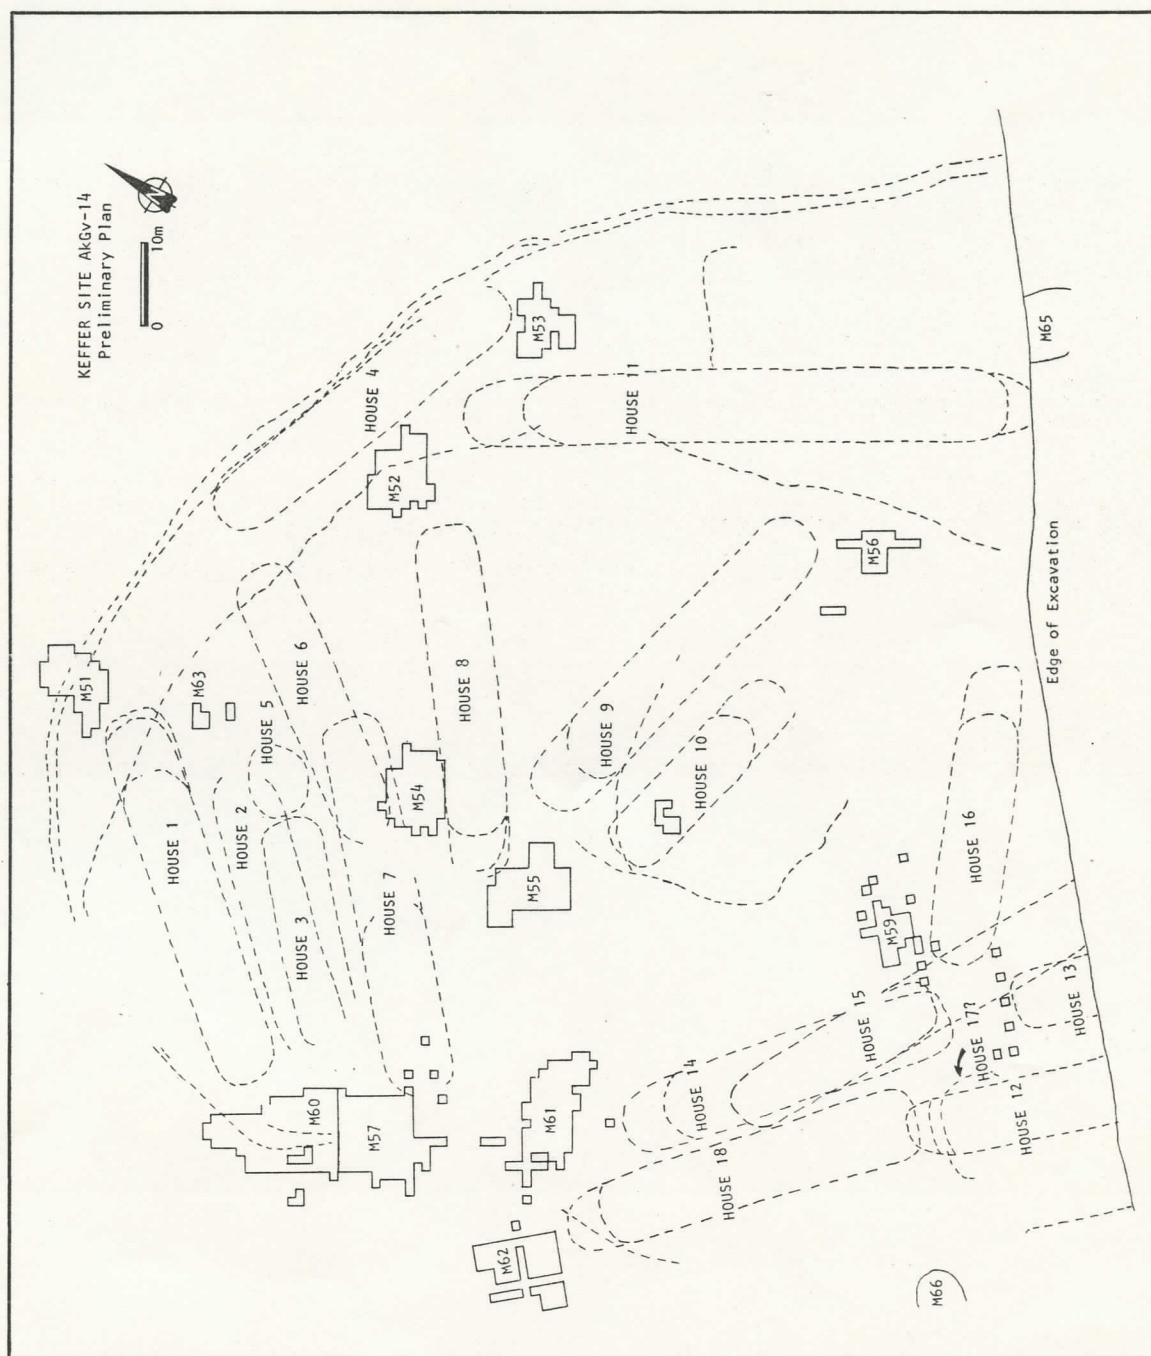 KEFFER SITE AkGv-14
Preliminary Plan
0 10m
N
M51
M63
HOUSE 1
HOUSE 2
HOUSE 3
HOUSE 4
HOUSE 5
HOUSE 6
HOUSE 7
HOUSE 8
M52
M53
M54
M55
HOUSE 9
HOUSE 10
HOUSE 11
M56
M65
Edge of Excavation
M60
M57
M61
M62
HOUSE 14
HOUSE 18
HOUSE 15
M59
HOUSE 16
HOUSE 17?
HOUSE 13
HOUSE 12
M66